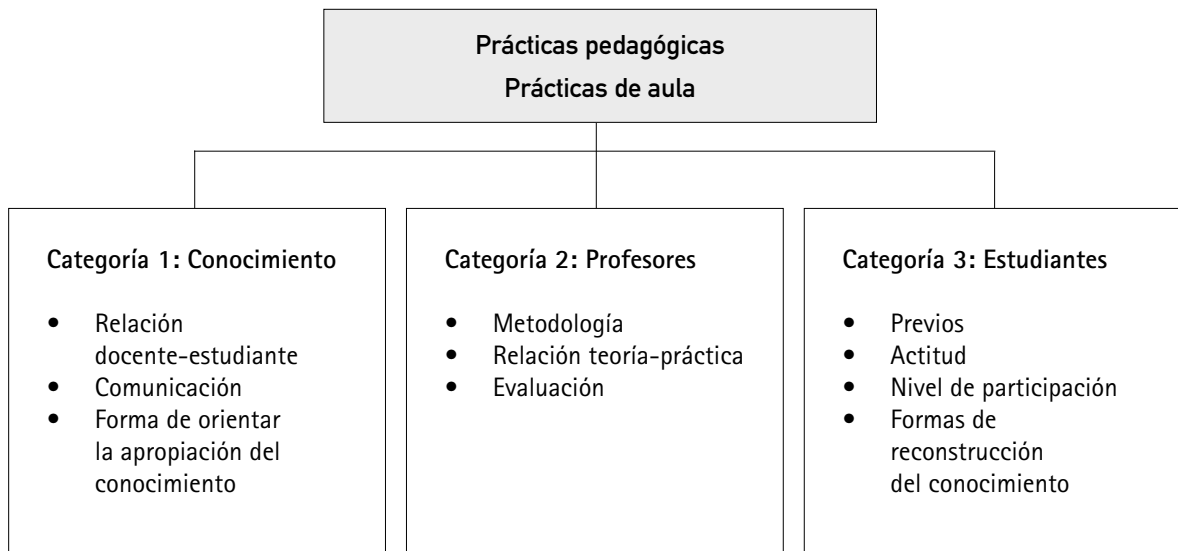 Prácticas pedagógicas
Prácticas de aula
Categoría 1: Conocimiento
• Relación
docente-estudiante
• Comunicación
• Forma de orientar
la apropiación del
conocimiento
Categoría 2: Profesores
• Metodología
• Relación teoría-práctica
• Evaluación
Categoría 3: Estudiantes
• Previos
• Actitud
• Nivel de participación
• Formas de
reconstrucción
del conocimiento